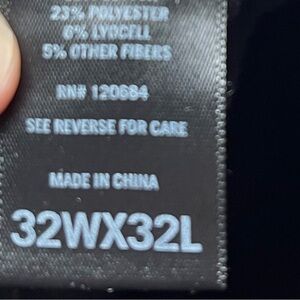 23% POLYESTER
6% LYOCELL
5% OTHER FIBERS
RN# 120684
SEE REVERSE FOR CARE
MADE IN CHINA
32WX32L